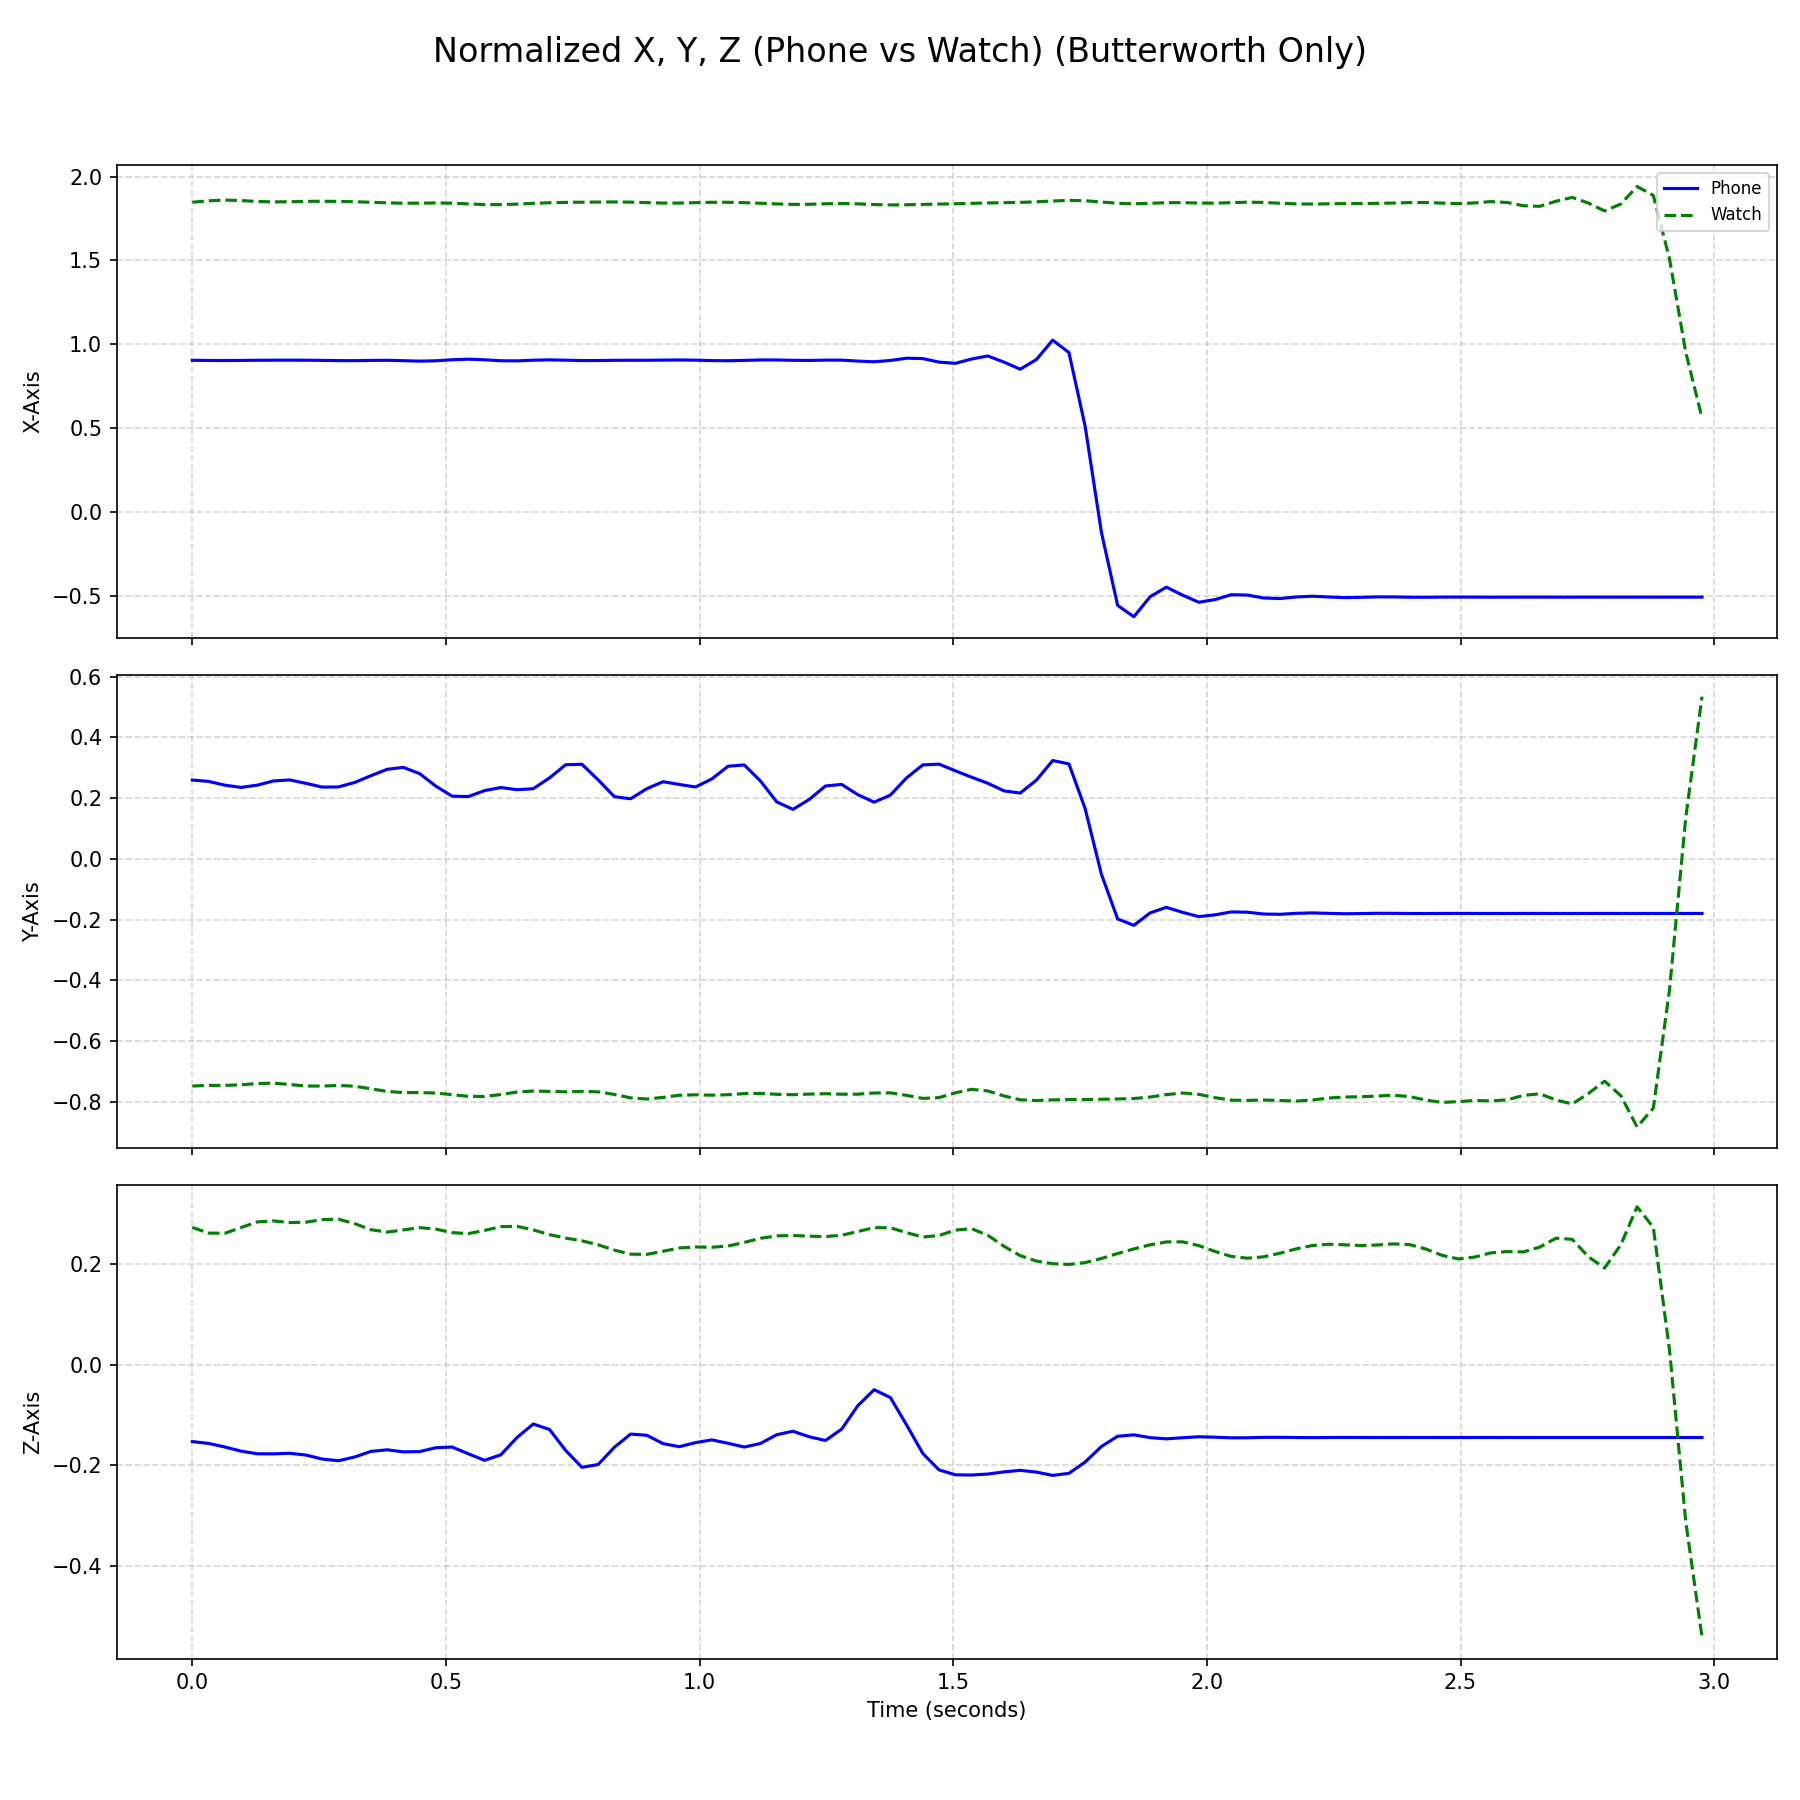 Normalized X, Y, Z (Phone vs Watch) (Butterworth Only)
2.0
1.5
1.0
0.5
0.0
−0.5
X-Axis
Phone
Watch
0.6
0.4
0.2
0.0
−0.2
−0.4
−0.6
−0.8
Y-Axis
0.2
0.0
−0.2
−0.4
Z-Axis
0.0 0.5 1.0 1.5 2.0 2.5 3.0
Time (seconds)